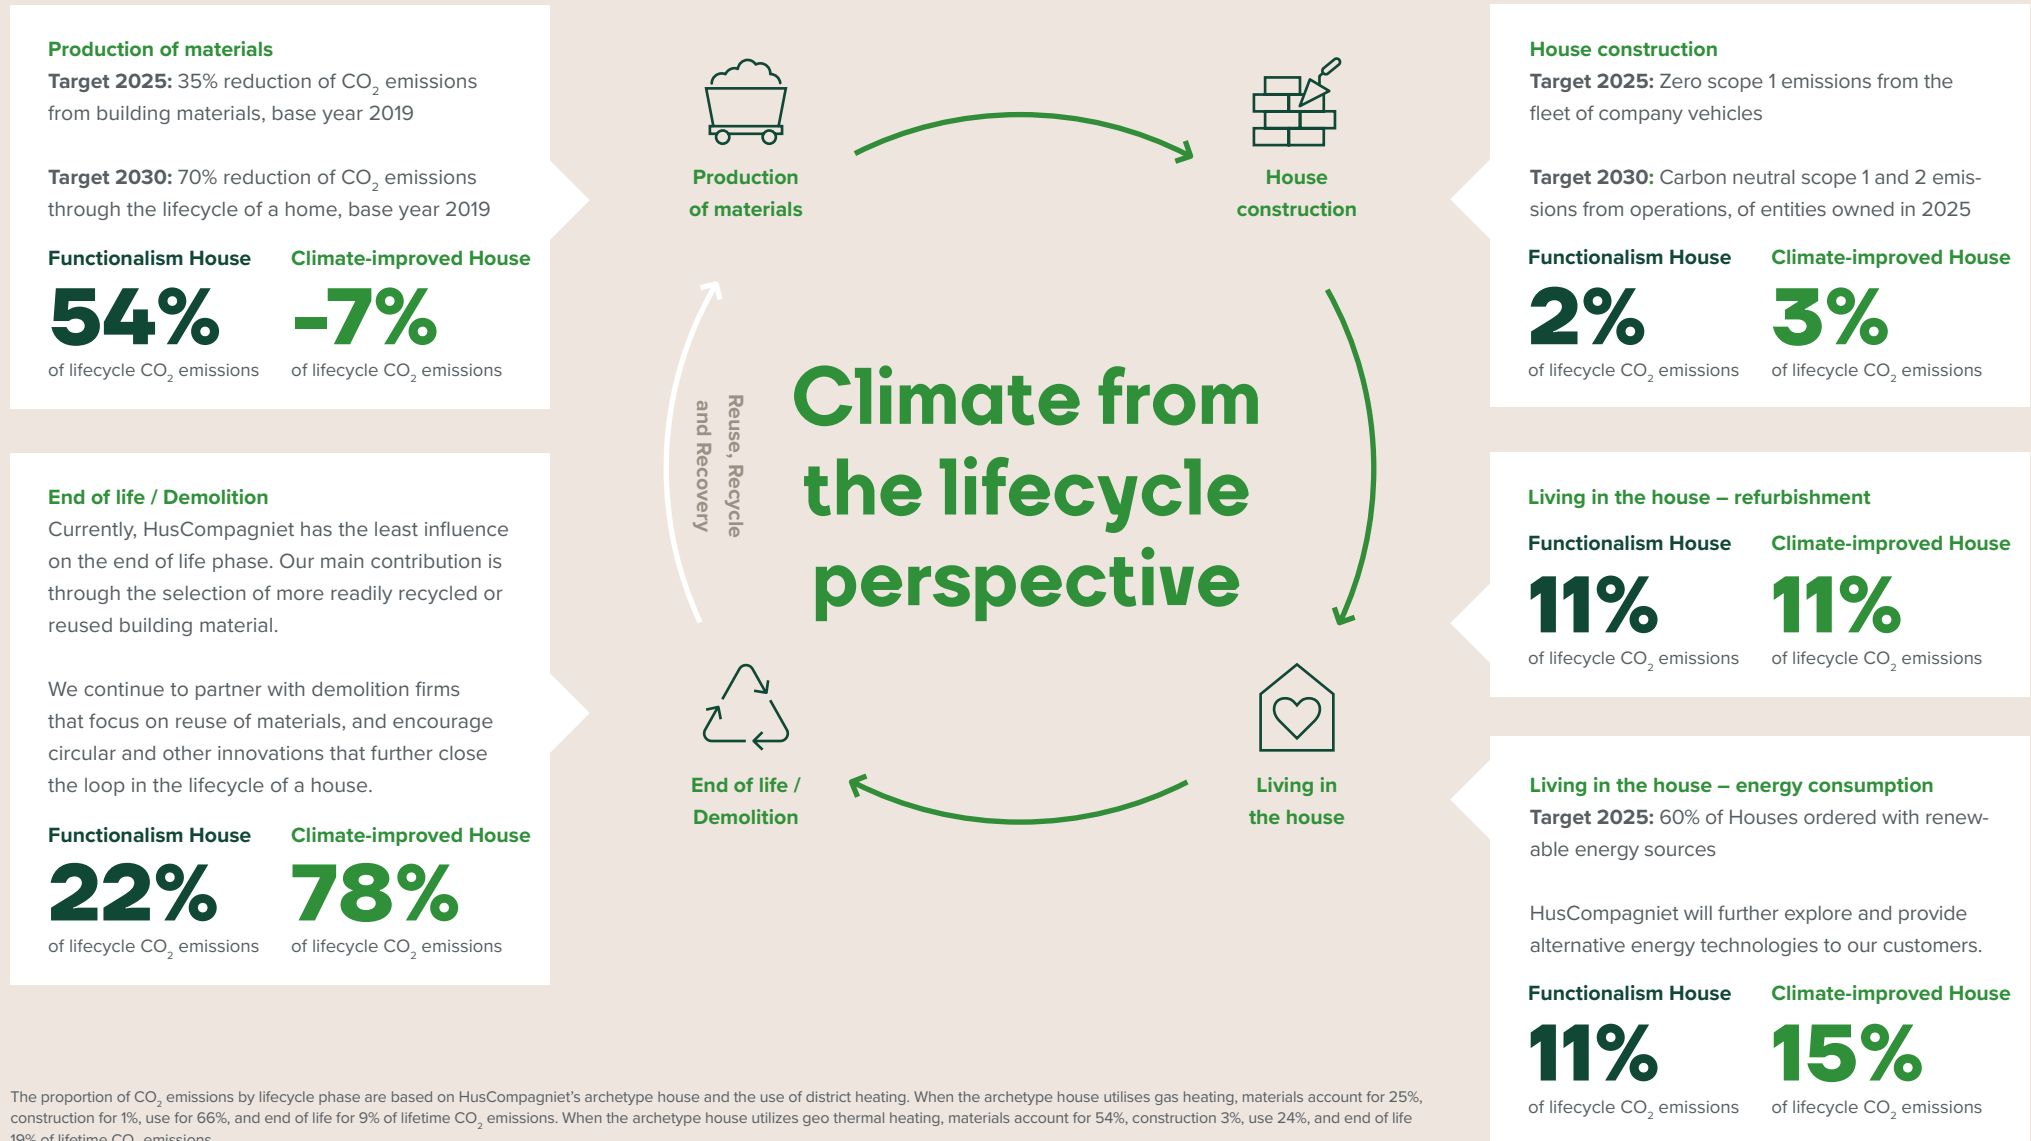 Production of materials
Target 2025: 35% reduction of CO₂ emissions
from building materials, base year 2019
Target 2030: 70% reduction of CO₂ emissions
through the lifecycle of a home, base year 2019
Functionalism House
Climate-improved House
54%
-7%
of lifecycle CO₂ emissions
of lifecycle CO₂ emissions
End of life / Demolition
Currently, HusCompagniet has the least influence
on the end of life phase. Our main contribution is
through the selection of more readily recycled or
reused building material.
We continue to partner with demolition firms
that focus on reuse of materials, and encourage
circular and other innovations that further close
the loop in the lifecycle of a house.
Functionalism House
Climate-improved House
22%
78%
of lifecycle CO₂ emissions
of lifecycle CO₂ emissions
Production
of materials
House
construction
Reuse, Recycle
and Recovery
Climate from
the lifecycle
perspective
End of life /
Demolition
Living in
the house
House construction
Target 2025: Zero scope 1 emissions from the
fleet of company vehicles
Target 2030: Carbon neutral scope 1 and 2 emis-
sions from operations, of entities owned in 2025
Functionalism House
Climate-improved House
2%
3%
of lifecycle CO₂ emissions
of lifecycle CO₂ emissions
Living in the house – refurbishment
Functionalism House
Climate-improved House
11%
11%
of lifecycle CO₂ emissions
of lifecycle CO₂ emissions
Living in the house – energy consumption
Target 2025: 60% of Houses ordered with renew-
able energy sources
HusCompagniet will further explore and provide
alternative energy technologies to our customers.
Functionalism House
Climate-improved House
11%
15%
of lifecycle CO₂ emissions
of lifecycle CO₂ emissions
The proportion of CO₂ emissions by lifecycle phase are based on HusCompagniet's archetype house and the use of district heating. When the archetype house utilises gas heating, materials account for 25%,
construction for 1%, use for 66%, and end of life for 9% of lifetime CO₂ emissions. When the archetype house utilizes geo thermal heating, materials account for 54%, construction 3%, use 24%, and end of life
19% of lifetime CO₂ emissions